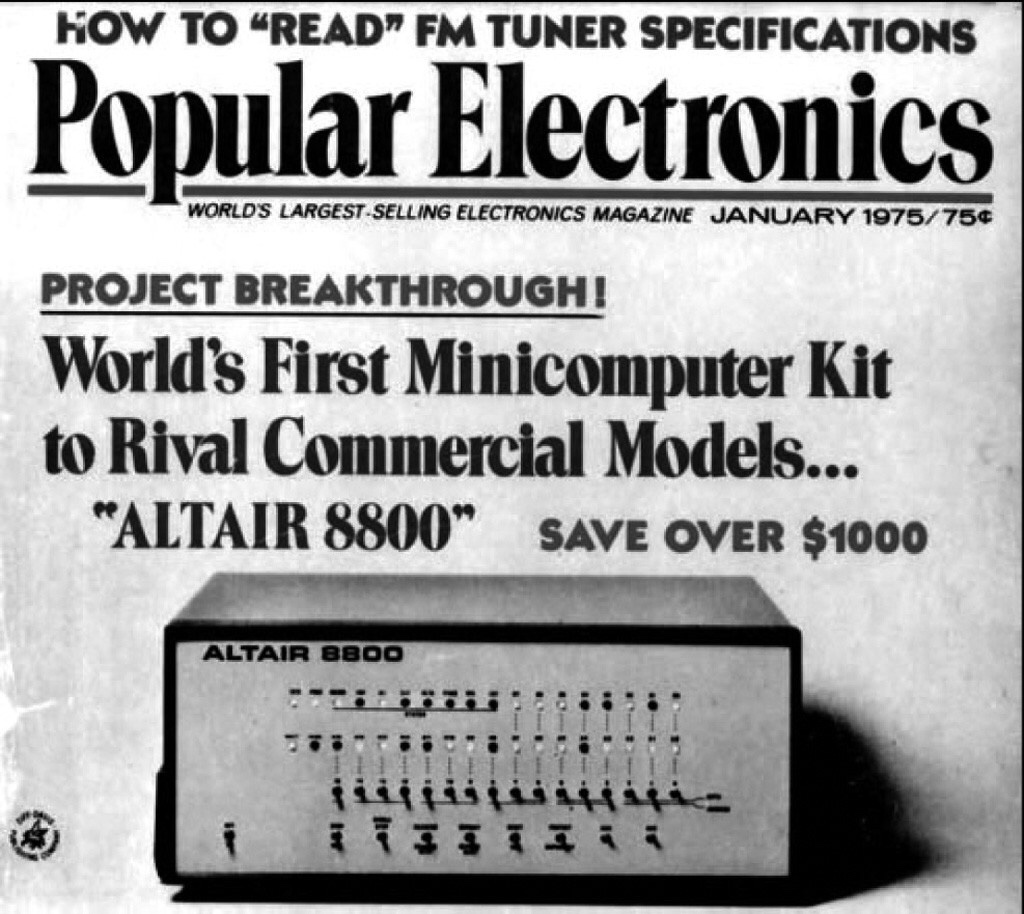 HOW TO “READ” FM TUNER SPECIFICATIONS
Popular Electronics
WORLD'S LARGEST-SELLING ELECTRONICS MAGAZINE JANUARY 1975/75¢
PROJECT BREAKTHROUGH!
World's First Minicomputer Kit
to Rival Commercial Models...
“ALTAIR 8800” SAVE OVER $1000
ALTAIR 8800